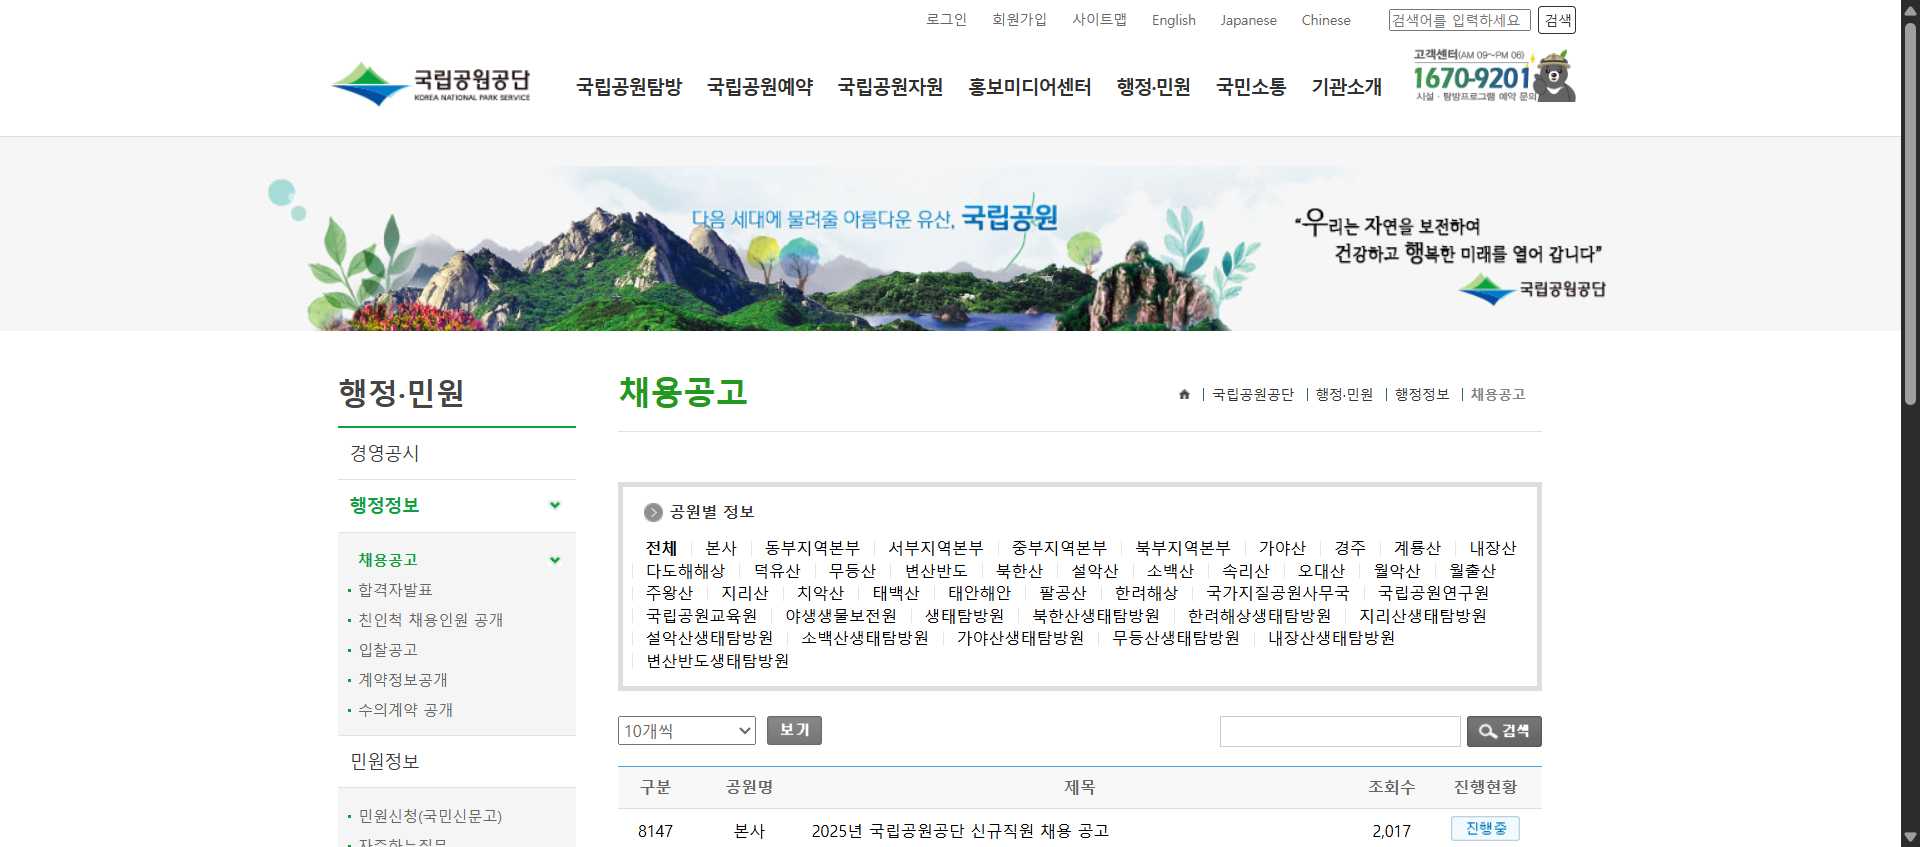 로그인 회원가입 사이트맵 English Japanese Chinese 검색어를 입력하세요 검색
국립공원공단
KOREA NATIONAL PARK SERVICE
국립공원탐방 국립공원예약 국립공원자원 홍보미디어센터 행정·민원 국민소통 기관소개
고객센터(AM 09~PM 06)
1670-9201
시설·탐방프로그램 예약 문의
다음 세대에 물려줄 아름다운 유산, 국립공원
“우리는 자연을 보전하여
건강하고 행복한 미래를 열어 갑니다”
국립공원공단
행정·민원
경영공시
행정정보
채용공고
합격자발표
친인척 채용인원 공개
입찰공고
계약정보공개
수의계약 공개
민원정보
민원신청(국민신문고)
자주하는질문
채용공고
국립공원공단 | 행정·민원 | 행정정보 | 채용공고
공원별 정보
전체 본사 동부지역본부 서부지역본부 중부지역본부 북부지역본부 가야산 경주 계룡산 내장산
다도해해상 덕유산 무등산 변산반도 북한산 설악산 소백산 속리산 오대산 월악산 월출산
주왕산 지리산 치악산 태백산 태안해안 팔공산 한려해상 국가지질공원사무국 국립공원연구원
국립공원교육원 야생생물보전원 생태탐방원 북한산생태탐방원 한려해상생태탐방원 지리산생태탐방원
설악산생태탐방원 소백산생태탐방원 가야산생태탐방원 무등산생태탐방원 내장산생태탐방원
변산반도생태탐방원
10개씩 보기 검색
구분 공원명 제목 조회수 진행현황
8147 본사 2025년 국립공원공단 신규직원 채용 공고 2,017 진행중